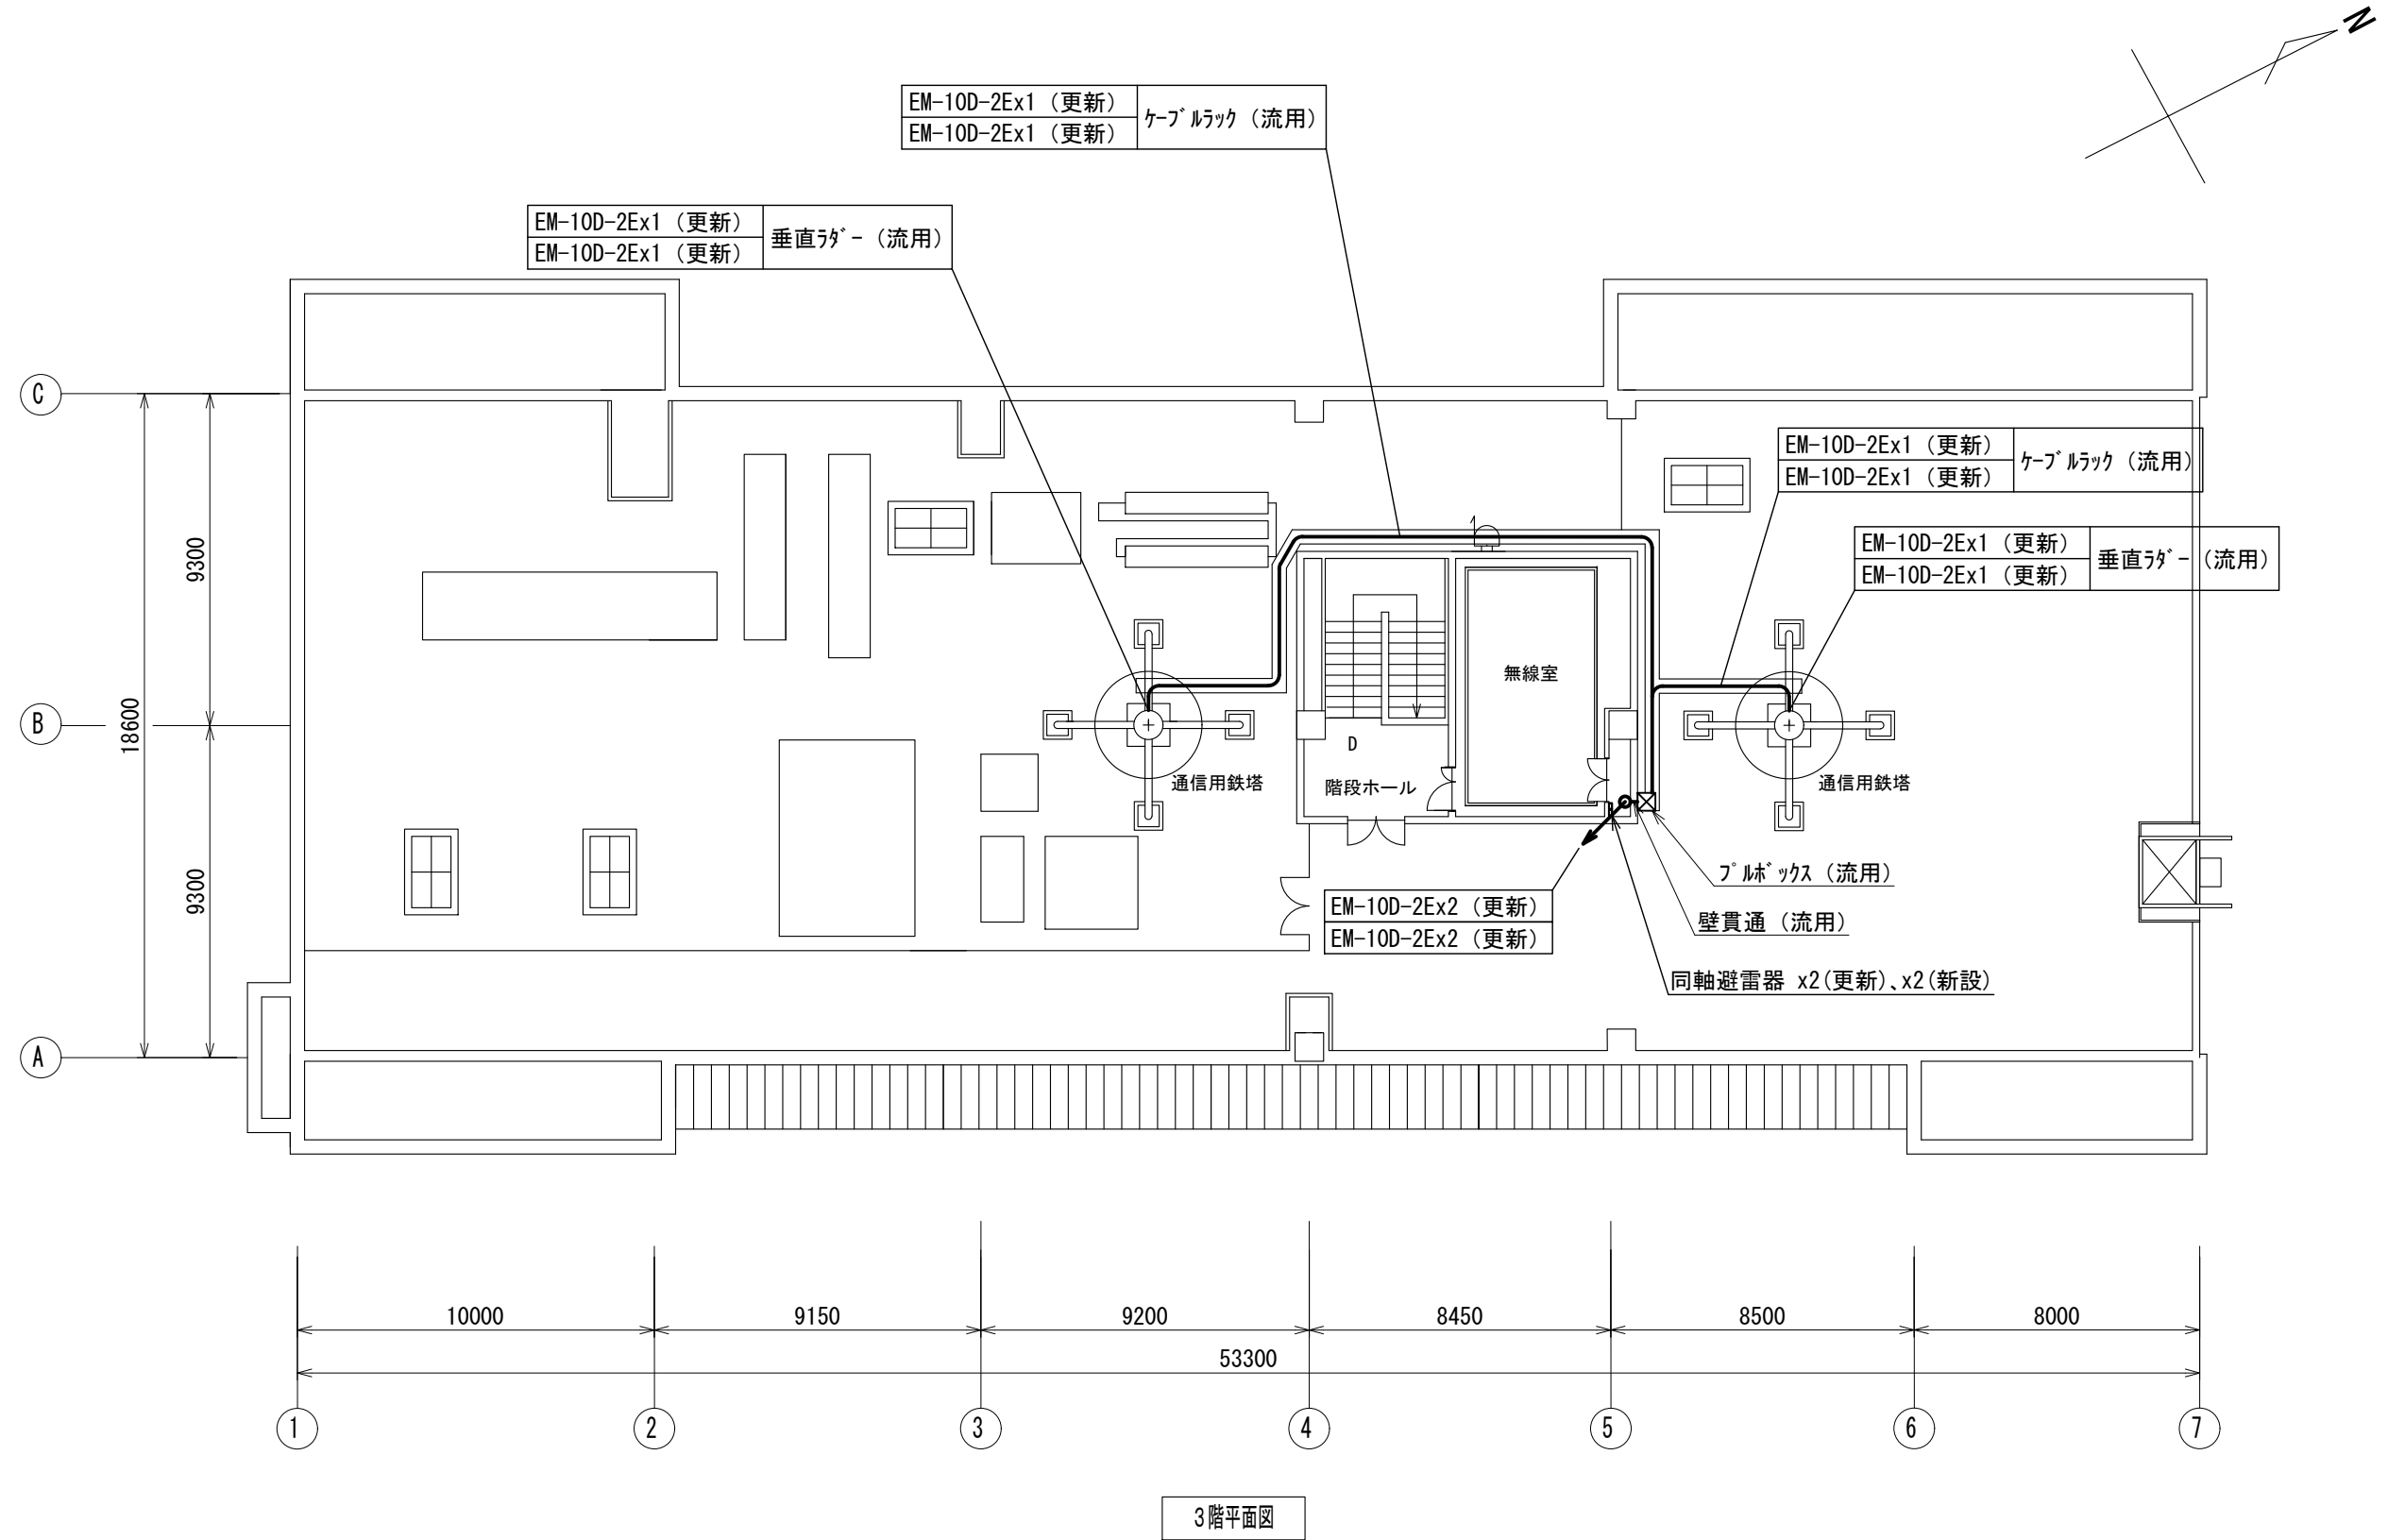 N
EM-10D-2Ex1（更新）
EM-10D-2Ex1（更新）
ｹｰﾌﾞﾙﾗｯｸ（流用）
EM-10D-2Ex1（更新）
EM-10D-2Ex1（更新）
垂直ﾗﾀﾞｰ（流用）
EM-10D-2Ex1（更新）
EM-10D-2Ex1（更新）
ｹｰﾌﾞﾙﾗｯｸ（流用）
EM-10D-2Ex1（更新）
EM-10D-2Ex1（更新）
垂直ﾗﾀﾞｰ（流用）
C
B
A
9300
18600
9300
無線室
D
階段ホール
通信用鉄塔
通信用鉄塔
ﾌﾟﾙﾎﾞｯｸｽ（流用）
EM-10D-2Ex2（更新）
EM-10D-2Ex2（更新）
壁貫通（流用）
同軸避雷器 x2(更新)、x2(新設)
10000
9150
9200
8450
8500
8000
53300
1
2
3
4
5
6
7
3階平面図